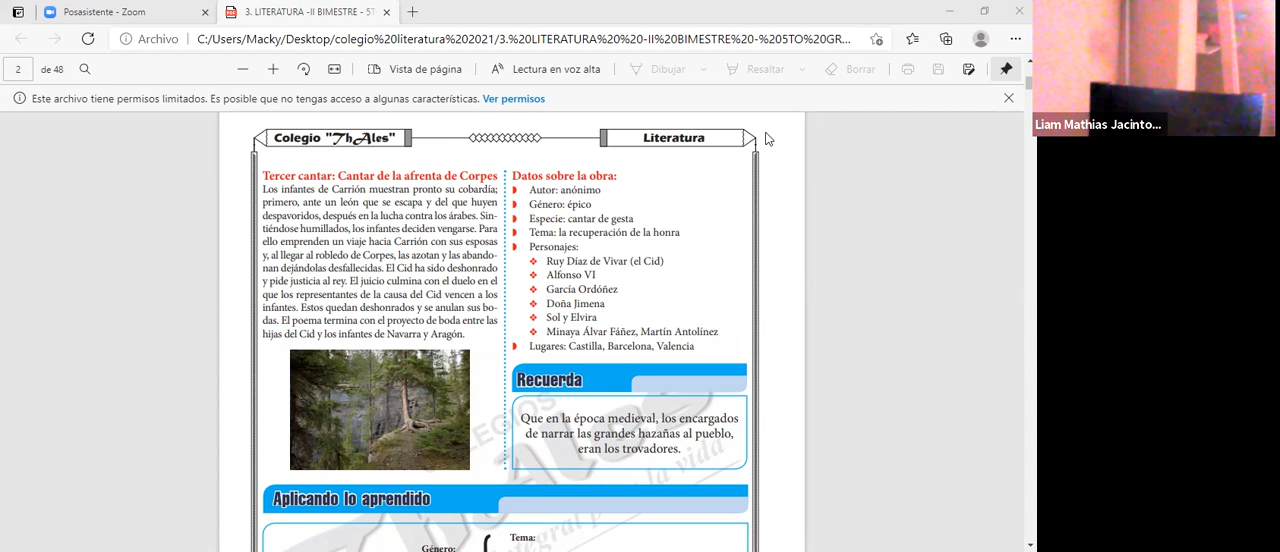 Posasistente - Zoom
3. LITERATURA -II BIMESTRE - 5T
Archivo
C:/Users/Macky/Desktop/colegio%20literatura%202021/3.%20LITERATURA%20%20-II%20BIMESTRE%20-%205TO%20GR...
2
de 48
Vista de página
Lectura en voz alta
Dibujar
Resaltar
Borrar
Este archivo tiene permisos limitados. Es posible que no tengas acceso a algunas características. Ver permisos
Colegio "ThAles"
Literatura
Tercer cantar: Cantar de la afrenta de Corpes
Los infantes de Carrión muestran pronto su cobardía;
primero, ante un león que se escapa y del que huyen
despavoridos, después en la lucha contra los árabes. Sin-
tiéndose humillados, los infantes deciden vengarse. Para
ello emprenden un viaje hacia Carrión con sus esposas
y, al llegar al robledo de Corpes, las azotan y las abando-
nan dejándolas desfallecidas. El Cid ha sido deshonrado
y pide justicia al rey. El juicio culmina con el duelo en el
que los representantes de la causa del Cid vencen a los
infantes. Estos quedan deshonrados y se anulan sus bo-
das. El poema termina con el proyecto de boda entre las
hijas del Cid y los infantes de Navarra y Aragón.
Datos sobre la obra:
Autor: anónimo
Género: épico
Especie: cantar de gesta
Tema: la recuperación de la honra
Personajes:
Ruy Díaz de Vivar (el Cid)
Alfonso VI
García Ordóñez
Doña Jimena
Sol y Elvira
Minaya Álvar Fáñez, Martín Antolínez
Lugares: Castilla, Barcelona, Valencia
Recuerda
Que en la época medieval, los encargados
de narrar las grandes hazañas al pueblo,
eran los trovadores.
Aplicando lo aprendido
Género:
Tema:
Liam Mathias Jacinto...